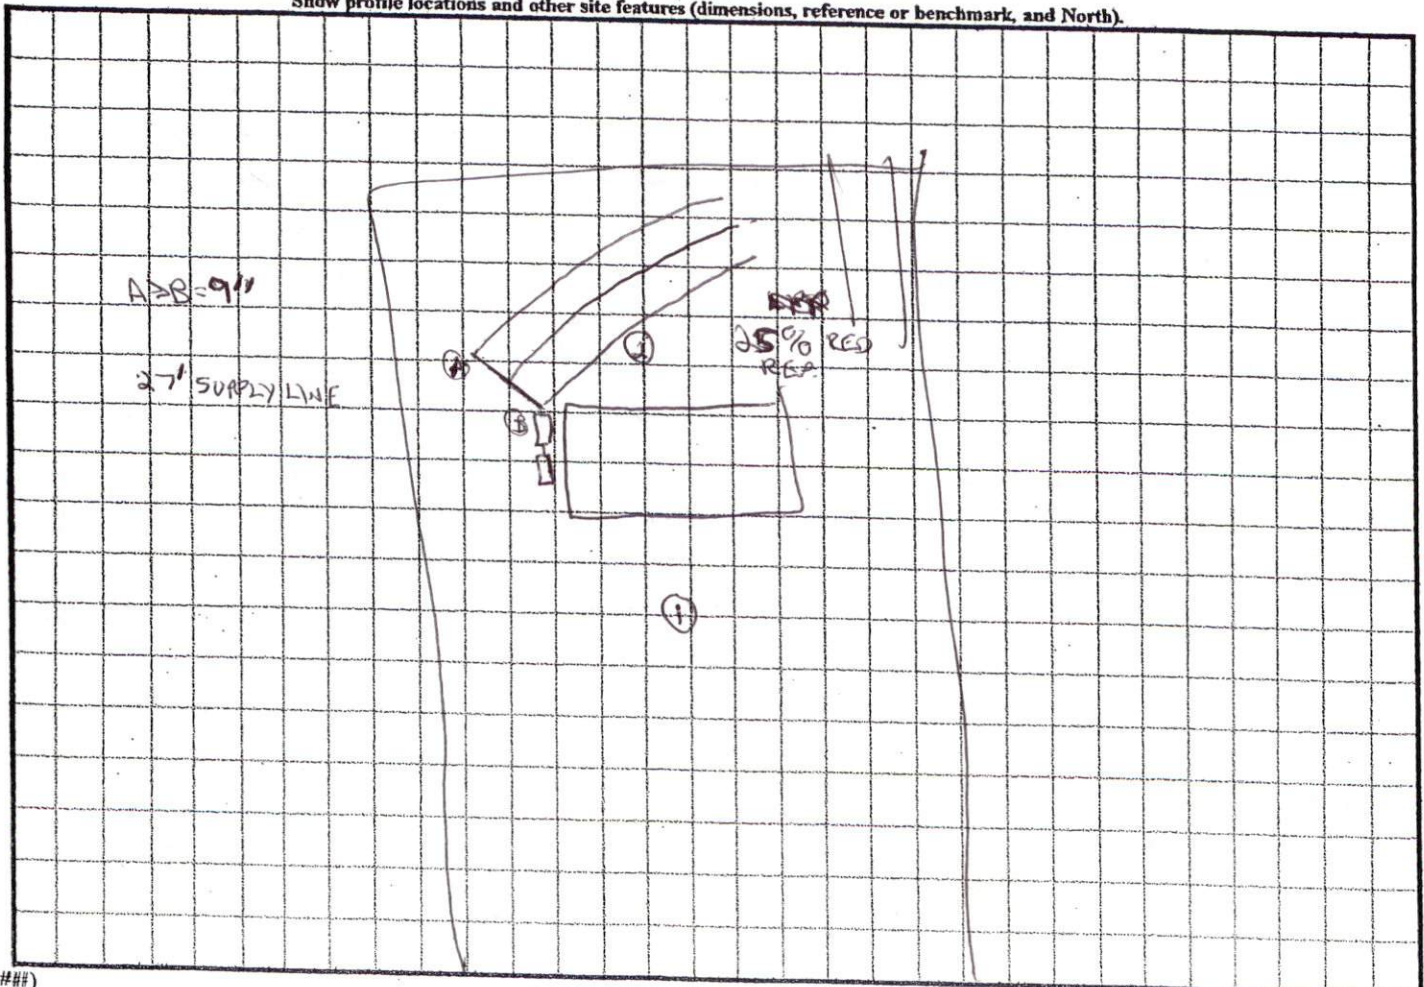 Show profile locations and other site features (dimensions, reference or benchmark, and North).
A>B=9"
27' SUPPLY LINE
A
B
2
25% RED
REP
1
###)